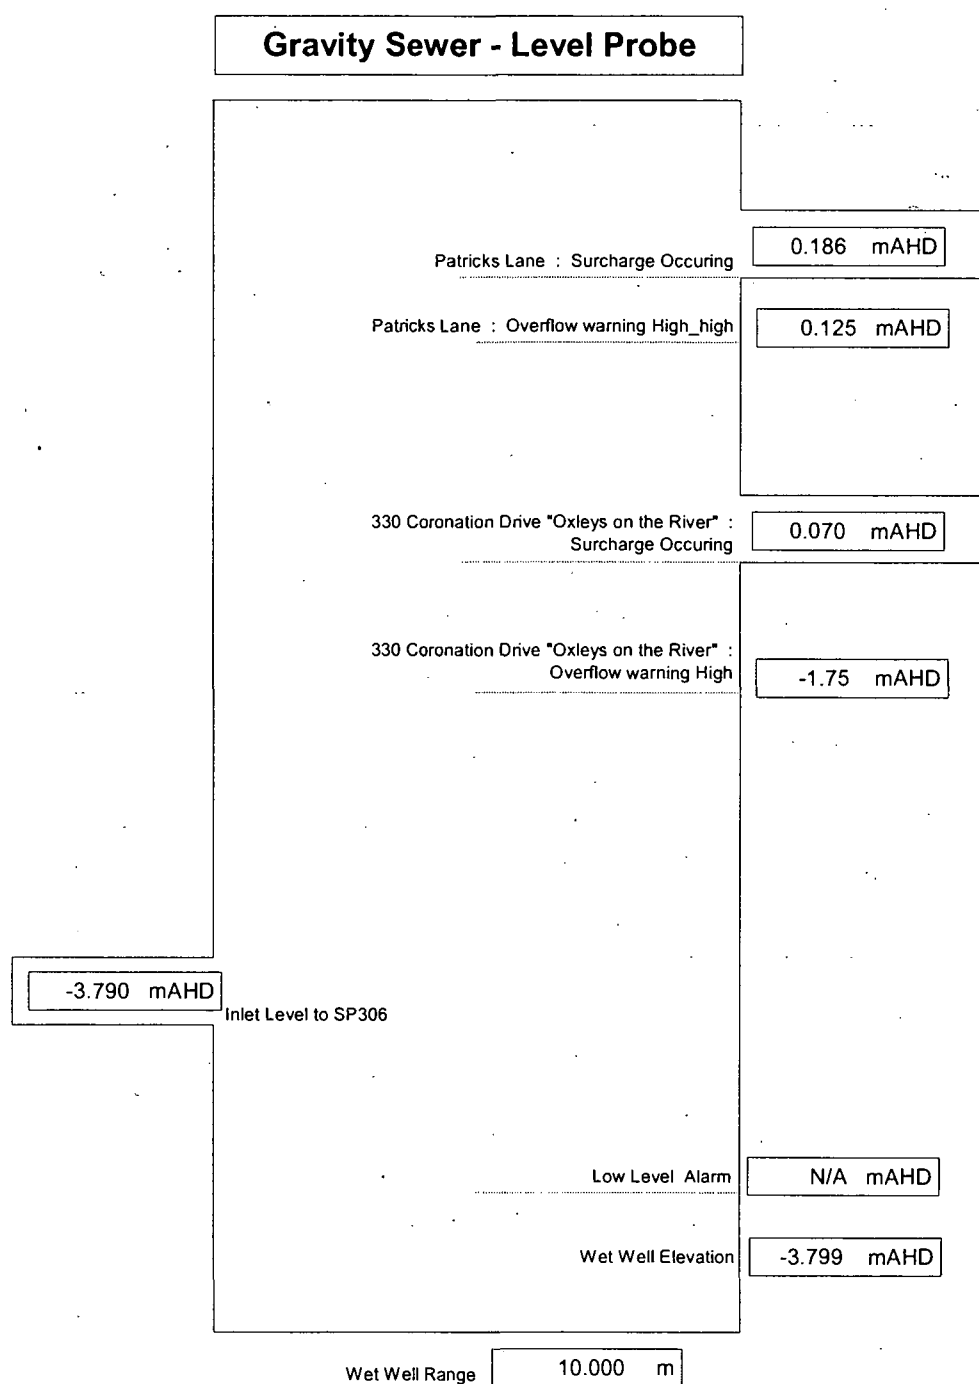 Gravity Sewer - Level Probe
Patricks Lane : Surcharge Occuring
0.186 mAHD
Patricks Lane : Overflow warning High_high
0.125 mAHD
330 Coronation Drive "Oxleys on the River" :
Surcharge Occuring
0.070 mAHD
330 Coronation Drive "Oxleys on the River" :
Overflow warning High
-1.75 mAHD
-3.790 mAHD
Inlet Level to SP306
Low Level Alarm
N/A mAHD
Wet Well Elevation
-3.799 mAHD
Wet Well Range
10.000 m